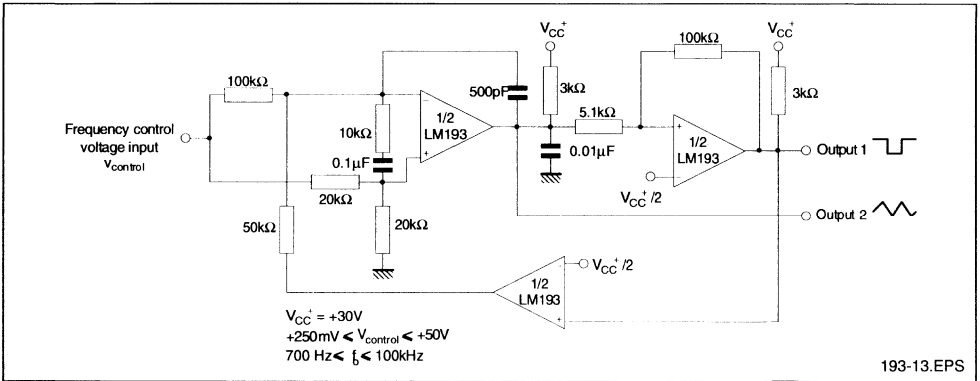 V_CC^+
V_CC^+
100kΩ
100kΩ
500pF
3kΩ
3kΩ
5.1kΩ
1/2
LM193
10kΩ
Frequency control
voltage input
V_control
0.1µF
0.01µF
1/2
LM193
Output 1
20kΩ
V_CC^+ /2
Output 2
50kΩ
20kΩ
V_CC^+ /2
1/2
LM193
V_CC^+ = +30V
+250mV ⩽ V_control ⩽ +50V
700 Hz ⩽ f_o ⩽ 100kHz
193-13.EPS